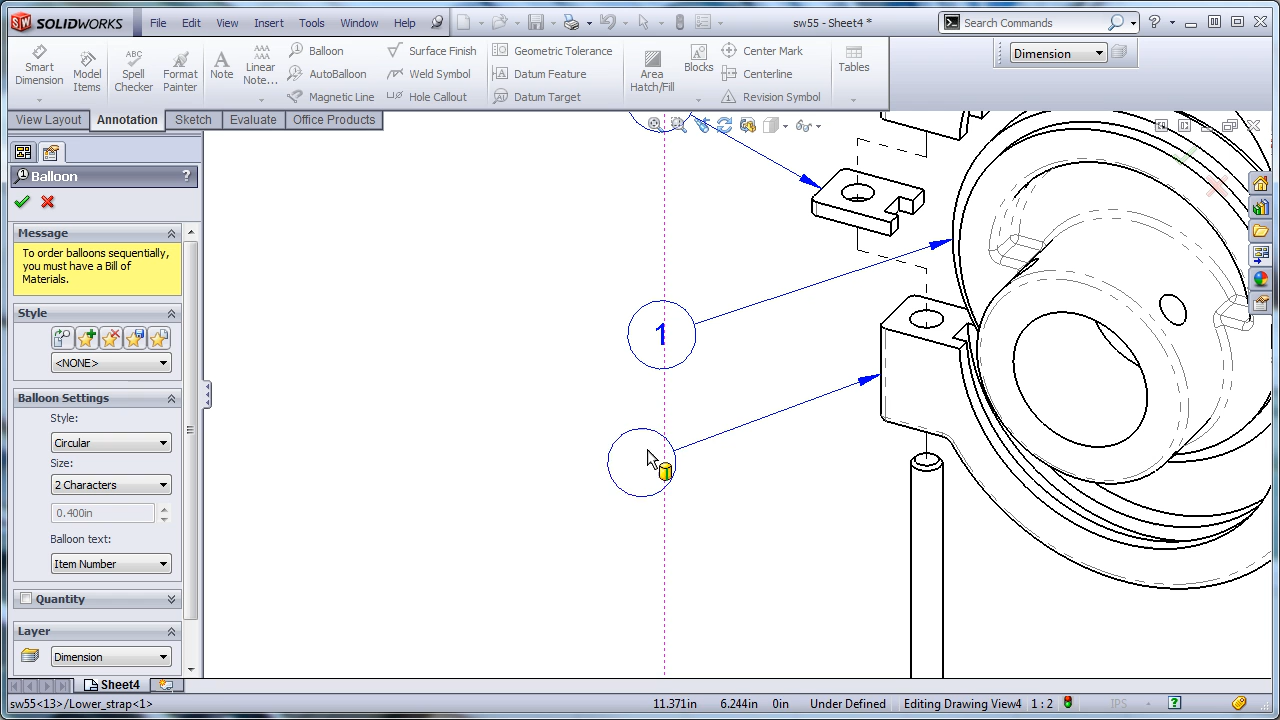 SOLIDWORKS File Edit View Insert Tools Window Help sw55 - Sheet4 * Search Commands
Smart Dimension
Model Items
ABC Spell Checker
Format Painter
Note
AAA AAA Linear Note...
Balloon
AutoBalloon
Magnetic Line
Surface Finish
Weld Symbol
Hole Callout
Geometric Tolerance
Datum Feature
Datum Target
Area Hatch/Fill
Blocks
Center Mark
Centerline
Revision Symbol
Tables
Dimension
View Layout Annotation Sketch Evaluate Office Products
Balloon ?
Message
To order balloons sequentially,
you must have a Bill of
Materials.
Style
<NONE>
Balloon Settings
Style:
Circular
Size:
2 Characters
0.400in
Balloon text:
Item Number
Quantity
Layer
Dimension
1
Sheet4
sw55<13>/Lower_strap<1> 11.371in 6.244in 0in Under Defined Editing Drawing View4 1 : 2 IPS ?